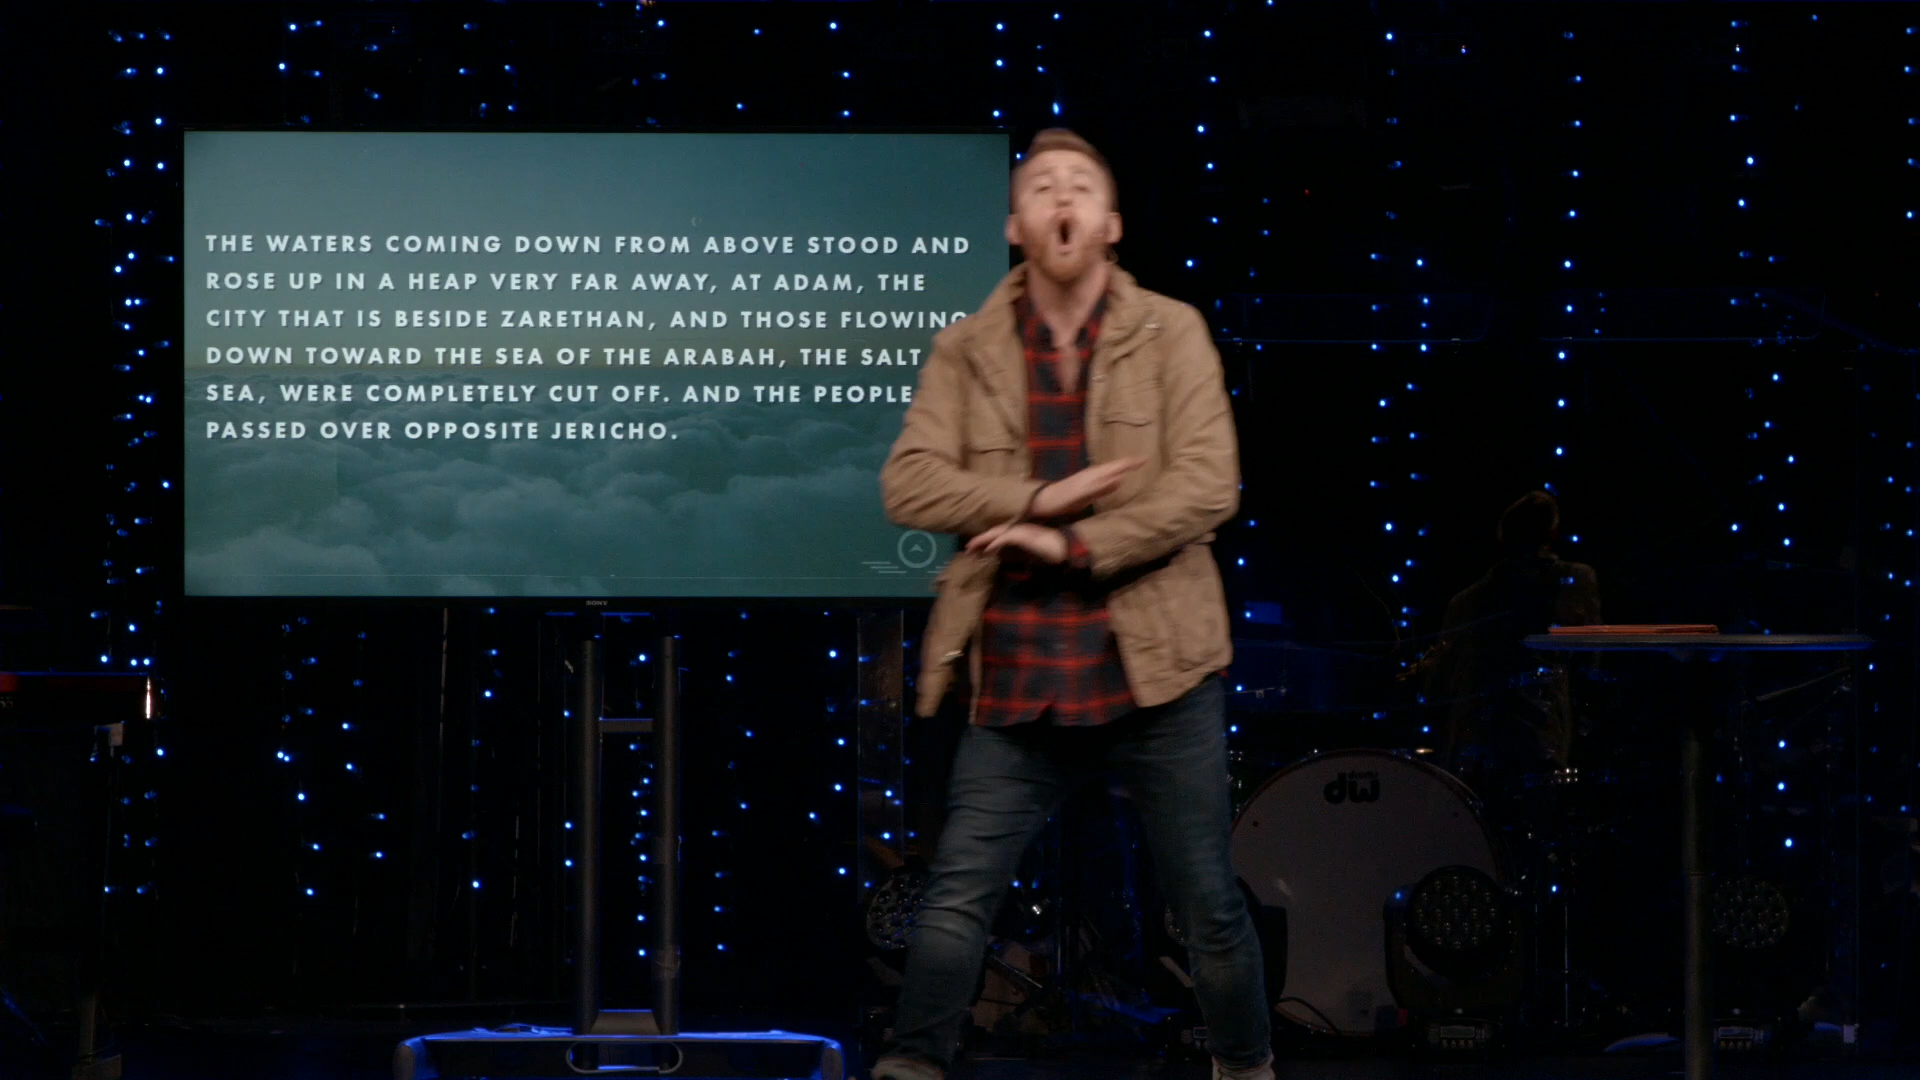 THE WATERS COMING DOWN FROM ABOVE STOOD AND
ROSE UP IN A HEAP VERY FAR AWAY, AT ADAM, THE
CITY THAT IS BESIDE ZARETHAN, AND THOSE FLOWING
DOWN TOWARD THE SEA OF THE ARABAH, THE SALT
SEA, WERE COMPLETELY CUT OFF. AND THE PEOPLE
PASSED OVER OPPOSITE JERICHO.
SONY
dw
drums